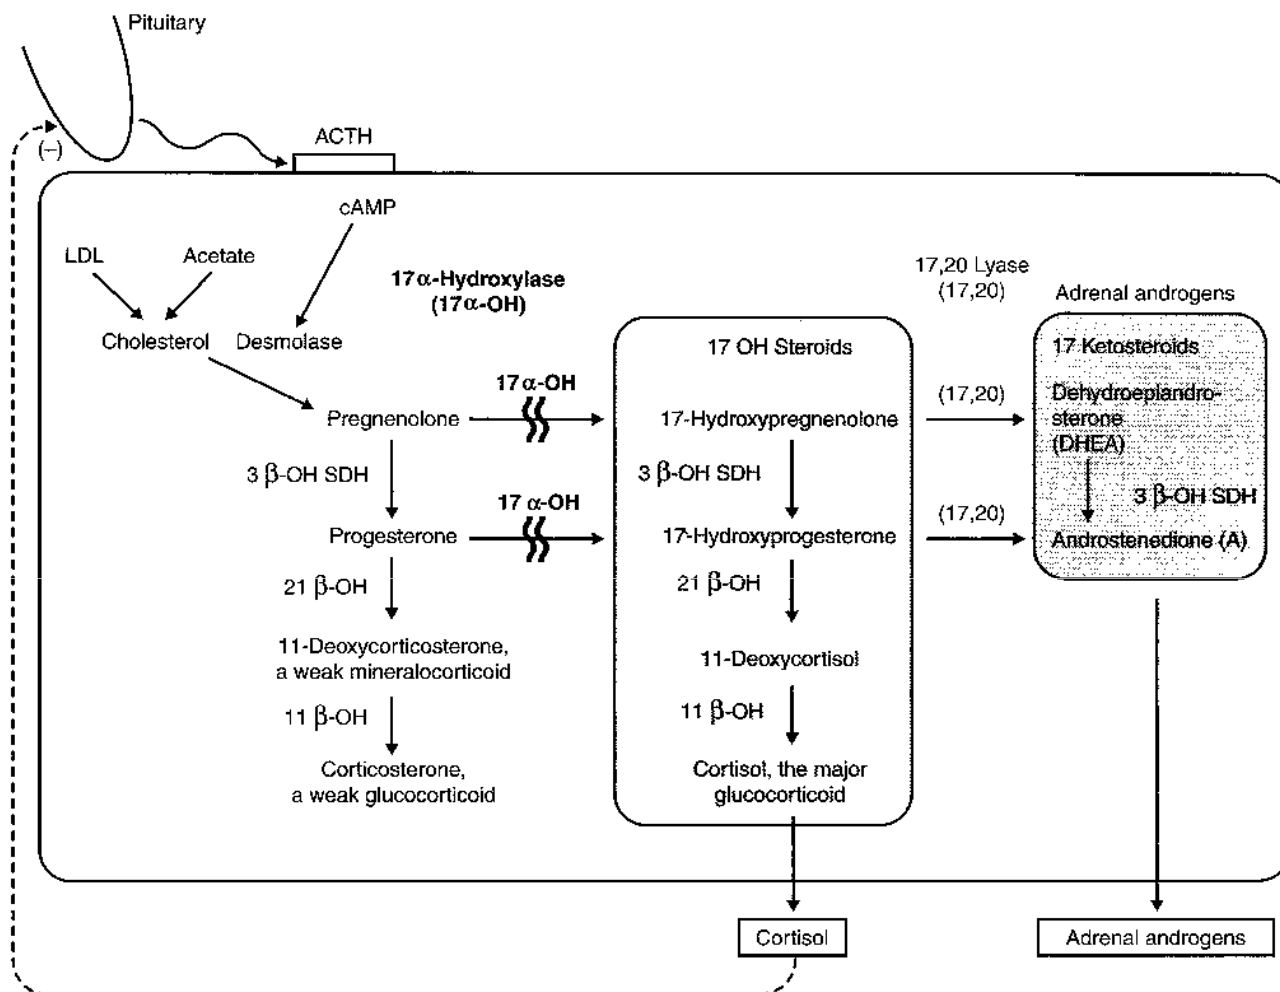 Pituitary
(−)
ACTH
cAMP
LDL
Acetate
17α-Hydroxylase
(17α-OH)
17,20 Lyase
(17,20)
Adrenal androgens
Cholesterol
Desmolase
17 OH Steroids
17 Ketosteroids
17α-OH
Pregnenolone
17-Hydroxypregnenolone
(17,20)
Dehydroeplandro-
sterone
(DHEA)
3 β-OH SDH
3 β-OH SDH
3 β-OH SDH
17 α-OH
Progesterone
17-Hydroxyprogesterone
(17,20)
Androstenedione (A)
21 β-OH
21 β-OH
11-Deoxycorticosterone,
a weak mineralocorticoid
11-Deoxycortisol
11 β-OH
11 β-OH
Corticosterone,
a weak glucocorticoid
Cortisol, the major
glucocorticoid
Cortisol
Adrenal androgens